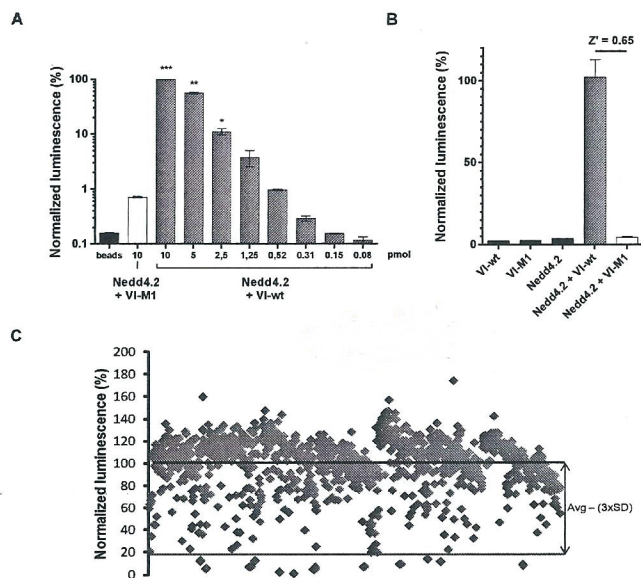 A
Normalized luminescence (%)
100
10
1
0.1
***
**
*
beads 10 10 5 2,5 1,25 0,52 0.31 0.15 0.08 pmol
Nedd4.2
+ VI-M1
Nedd4.2
+ VI-wt
B
Z' = 0.65
Normalized luminescence (%)
100
50
0
VI-wt
VI-M1
Nedd4.2
Nedd4.2 + VI-wt
Nedd4.2 + VI-M1
C
Normalized luminescence (%)
200
180
160
140
120
100
80
60
40
20
0
Avg – (3xSD)